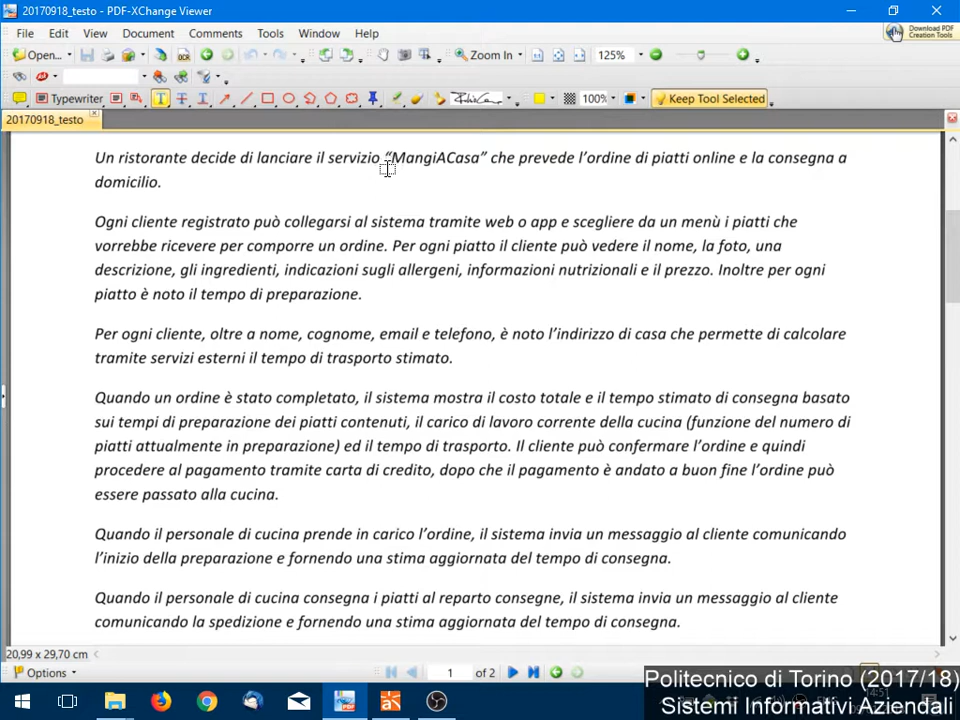 20170918_testo - PDF-XChange Viewer
File Edit View Document Comments Tools Window Help
Download PDF
Creation Tools
Open... OCR Zoom In 125%
Typewriter 100% Keep Tool Selected
20170918_testo
Un ristorante decide di lanciare il servizio “MangiACasa” che prevede l’ordine di piatti online e la consegna a
domicilio.
Ogni cliente registrato può collegarsi al sistema tramite web o app e scegliere da un menù i piatti che
vorrebbe ricevere per comporre un ordine. Per ogni piatto il cliente può vedere il nome, la foto, una
descrizione, gli ingredienti, indicazioni sugli allergeni, informazioni nutrizionali e il prezzo. Inoltre per ogni
piatto è noto il tempo di preparazione.
Per ogni cliente, oltre a nome, cognome, email e telefono, è noto l’indirizzo di casa che permette di calcolare
tramite servizi esterni il tempo di trasporto stimato.
Quando un ordine è stato completato, il sistema mostra il costo totale e il tempo stimato di consegna basato
sui tempi di preparazione dei piatti contenuti, il carico di lavoro corrente della cucina (funzione del numero di
piatti attualmente in preparazione) ed il tempo di trasporto. Il cliente può confermare l’ordine e quindi
procedere al pagamento tramite carta di credito, dopo che il pagamento è andato a buon fine l’ordine può
essere passato alla cucina.
Quando il personale di cucina prende in carico l’ordine, il sistema invia un messaggio al cliente comunicando
l’inizio della preparazione e fornendo una stima aggiornata del tempo di consegna.
Quando il personale di cucina consegna i piatti al reparto consegne, il sistema invia un messaggio al cliente
comunicando la spedizione e fornendo una stima aggiornata del tempo di consegna.
20,99 x 29,70 cm
Options 1 of 2
Politecnico di Torino (2017/18)
Sistemi Informativi Aziendali